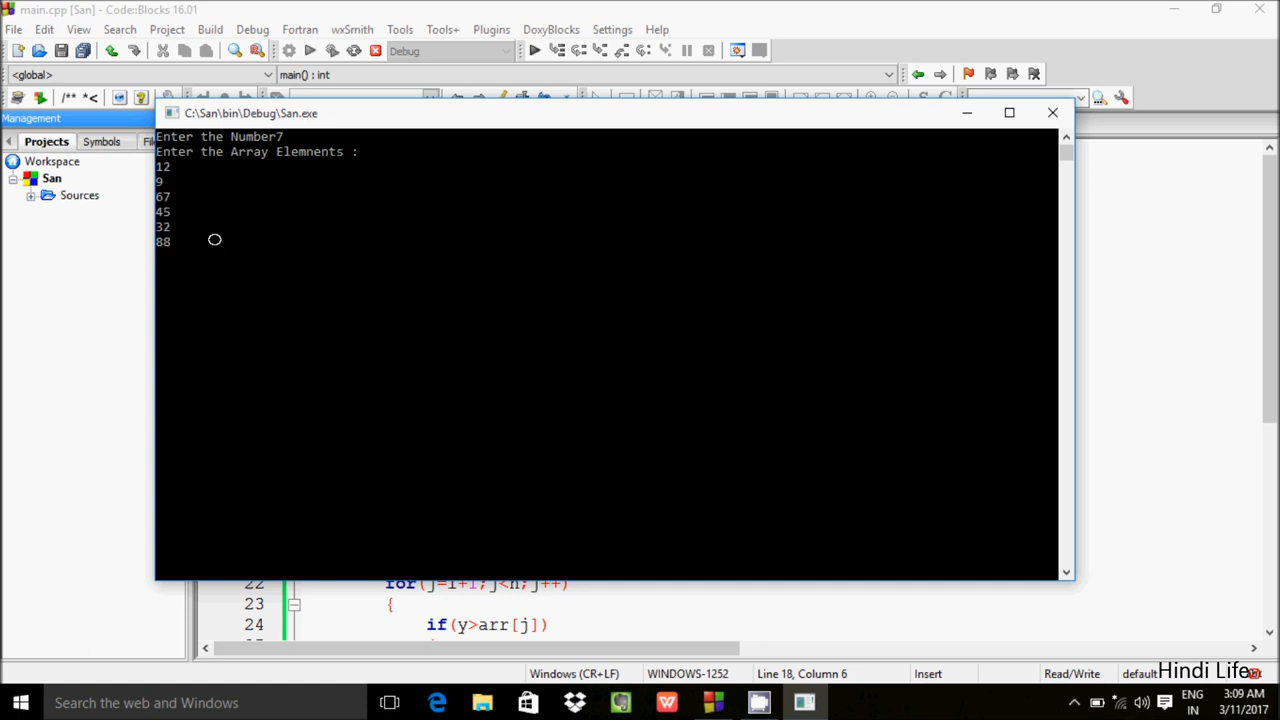 main.cpp [San] - Code::Blocks 16.01
File Edit View Search Project Build Debug Fortran wxSmith Tools Tools+ Plugins DoxyBlocks Settings Help
Debug
<global> main() : int
/** *<
Management
C:\San\bin\Debug\San.exe
Projects Symbols
Workspace
San
Sources
Enter the Number7
Enter the Array Elemnents :
12
9
67
45
32
88
22 for(j=i+1;j<n;j++)
23 {
24 if(y>arr[j])
Windows (CR+LF) WINDOWS-1252 Line 18, Column 6 Insert Read/Write default
Hindi Life
Search the web and Windows
ENG 3:09 AM
IN 3/11/2017